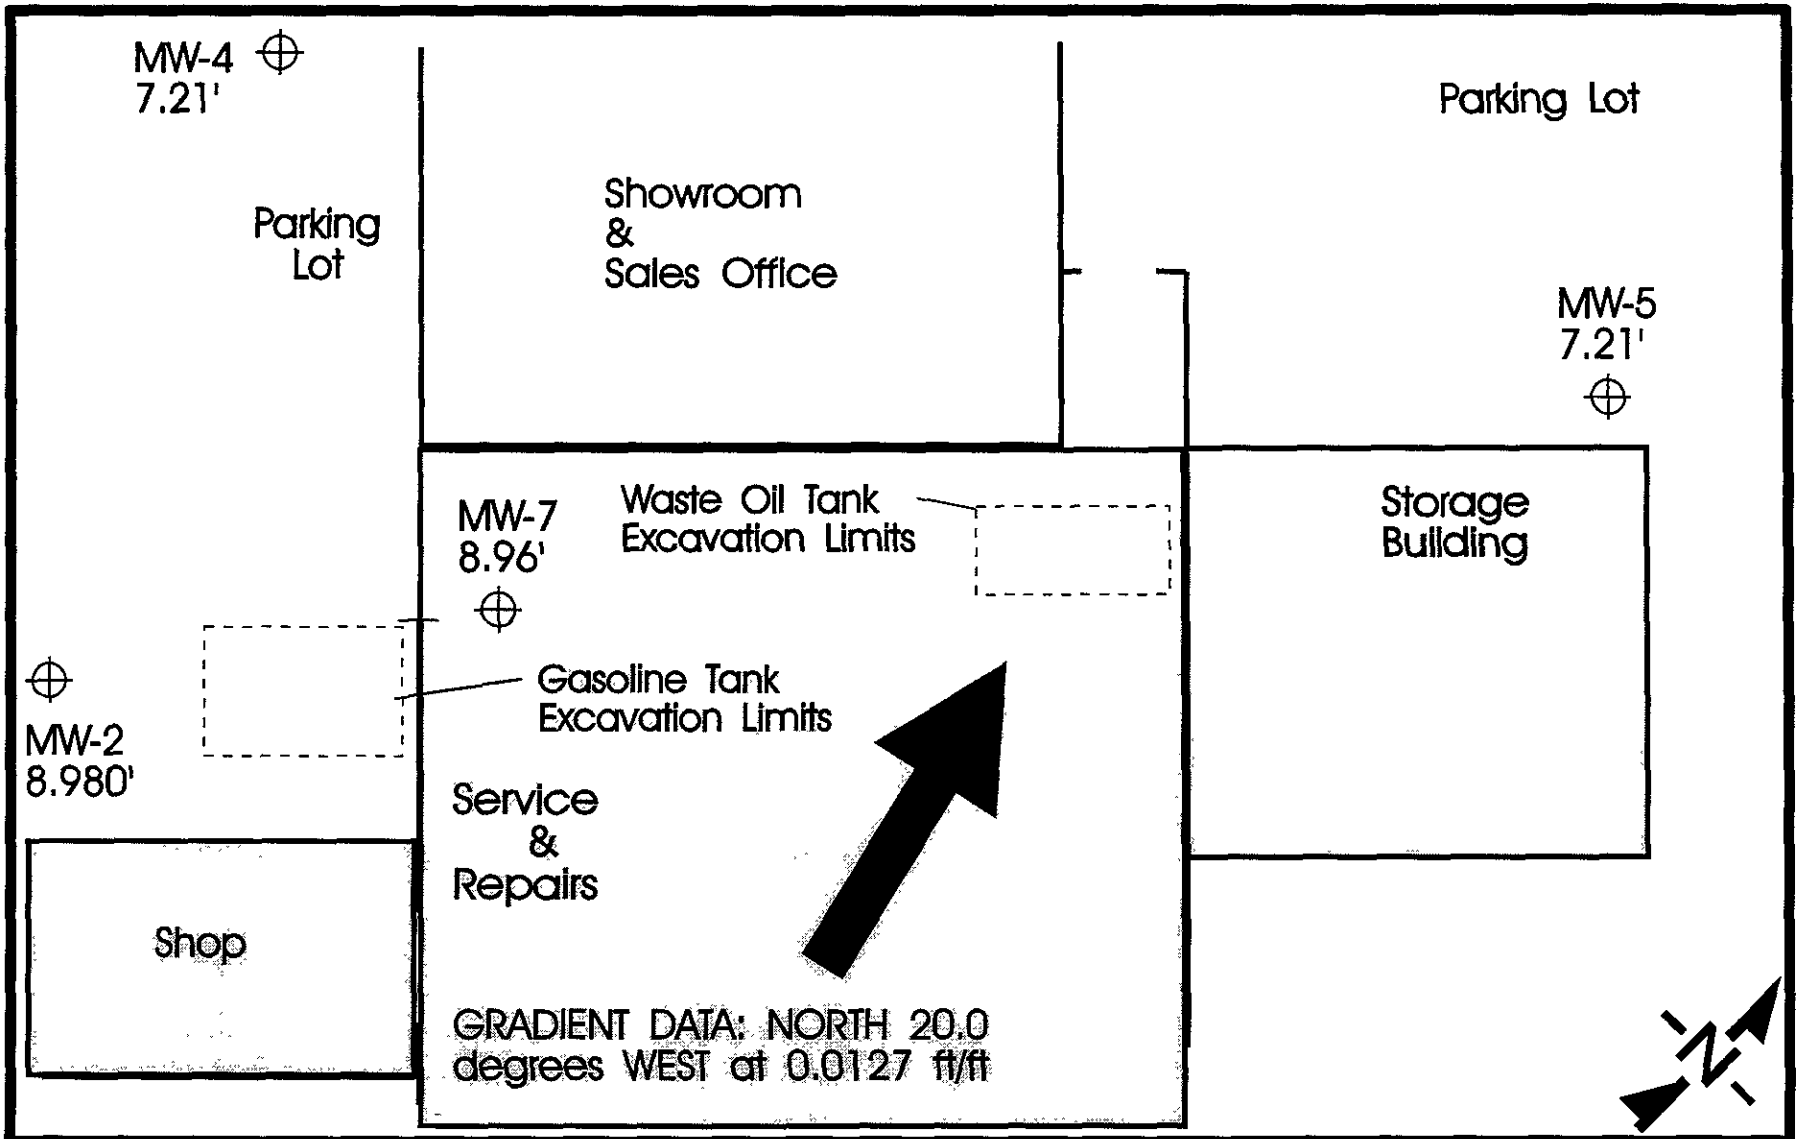 MW-4
7.21'
Parking Lot
Parking
Lot
Showroom
&
Sales Office
MW-5
7.21'
MW-7
8.96'
Waste Oil Tank
Excavation Limits
Storage
Building
Gasoline Tank
Excavation Limits
MW-2
8.980'
Service
&
Repairs
Shop
GRADIENT DATA: NORTH 20.0
degrees WEST at 0.0127 ft/ft
N